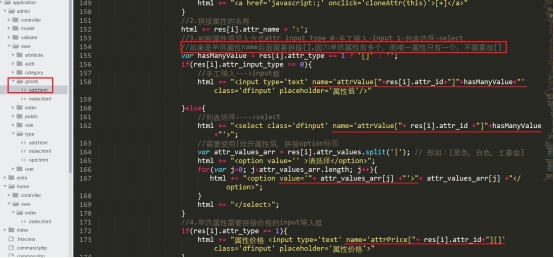 application
admin
controller
model
validate
view
attribute
auth
category
goods
add.html
index.html
index
public
role
type
add.html
index.html
upd.html
user
extra
home
controller
view
index
index.html
index
.htaccess
command.php
149 html += "<a href='javascript:;' onclick='cloneAttr(this)'>[+]</a>"
150 }
151 //2.拼接属性的名称
152 html += res[i].attr_name + ':';
153 //3.判断属性值录入方式attr_input_type 0-手工输入-input 1-列表选择-select
154 //如果是单选属性name后面需要拼接[].因为单选属性有多个，而唯一属性只有一个，不需要加[]
155 var hasManyValue = res[i].attr_type == 1 ? '[]' : '';
156 if(res[i].attr_input_type == 0){
157 //手工输入--->input框
158 html += "<input type='text' name='attrValue["+res[i].attr_id+"]"+hasManyValue+"' class='dfinput' placeholder='属性值'/>"
160 }else{
161 //列表选择---->select
162 html += "<select class='dfinput' name='attrValue["+ res[i].attr_id +"]"+hasManyValue +"'>";
163 //需要使用|炸开属性值，拼接option标签
164 var attr_values_arr = res[i].attr_values.split('|'); // 形如：[黑色，白色，土豪金]
165 html += "<option value='' >请选择</option>";
166 for(var j=0; j<attr_values_arr.length; j++){
167 html += "<option value='"+ attr_values_arr[j] +"'>"+ attr_values_arr[j] +"</option>";
168 }
169 html += "</select>";
170 }
171 //4.单选属性需要拼接价格的input输入框
172 if(res[i].attr_type == 1){
173 html += "属性价格 <input type='text' name='attrPrice["+ res[i].attr_id+"][]' class='dfinput' placeholder='属性价格'>"